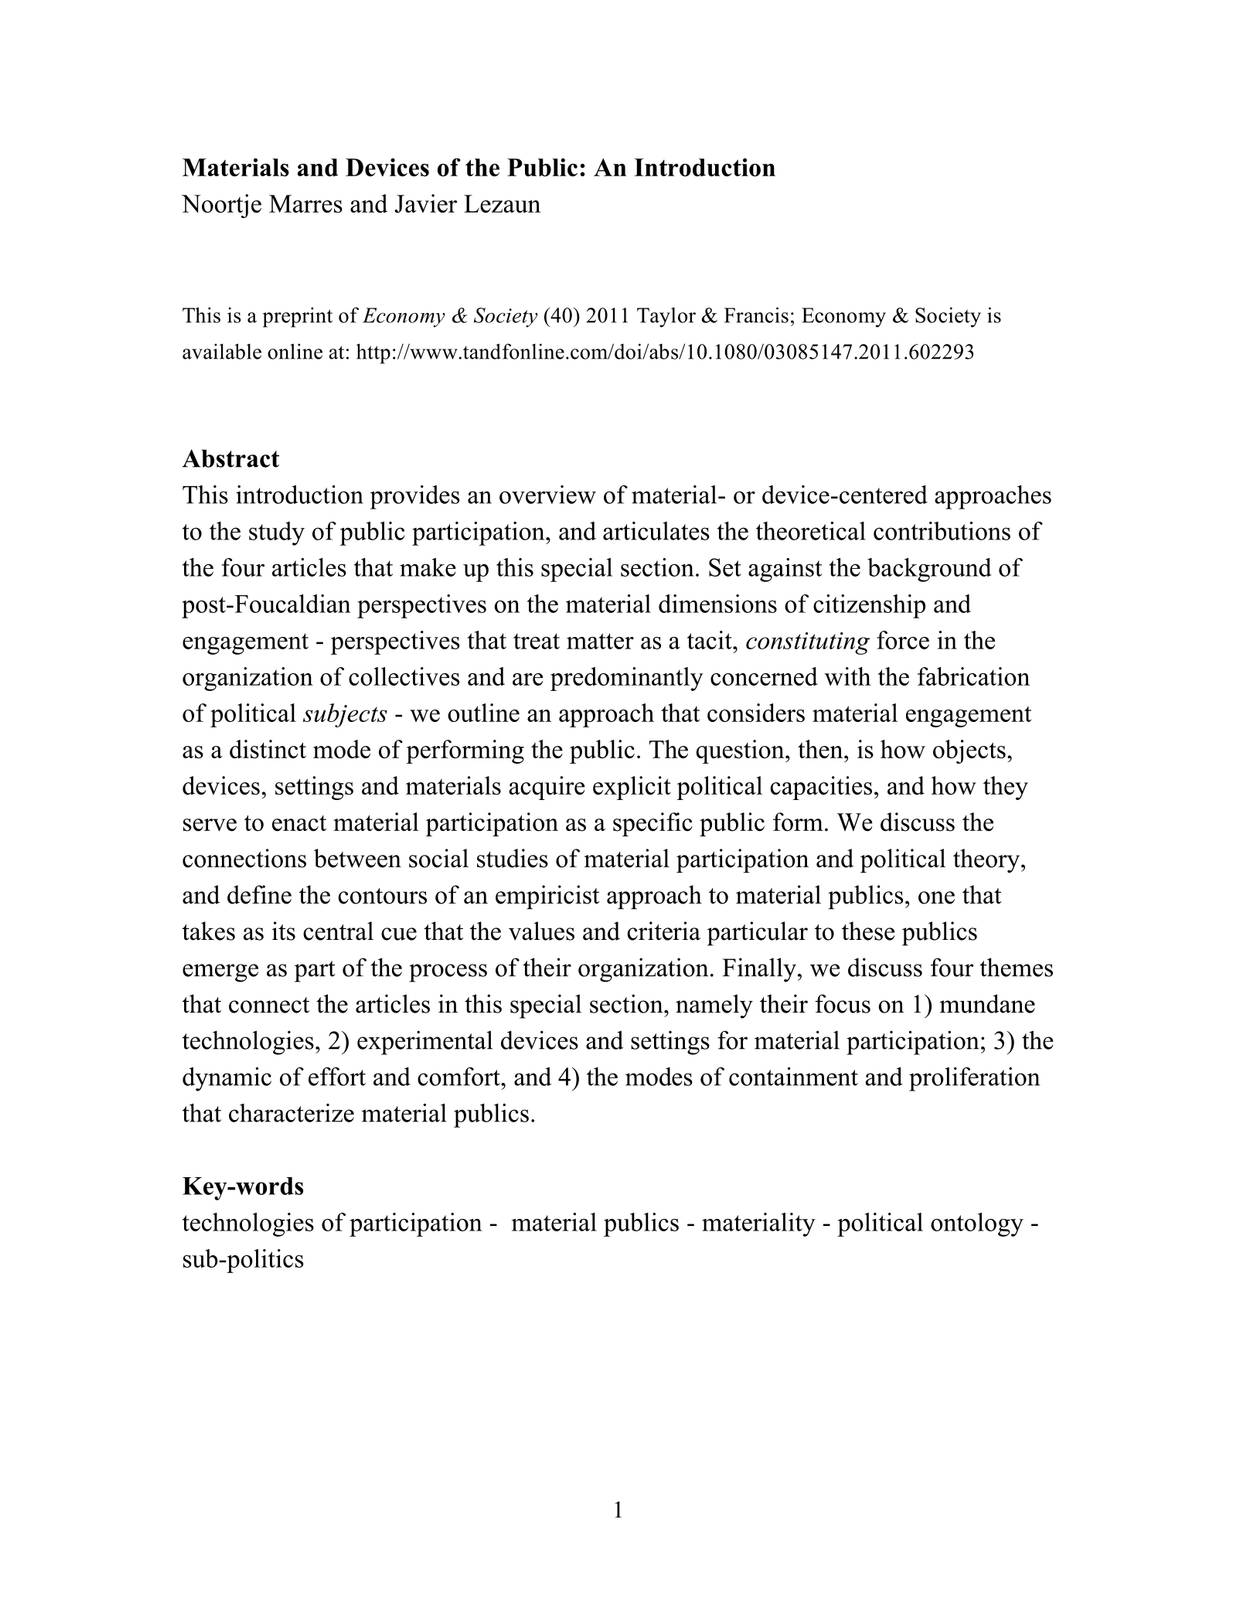 Materials and Devices of the Public: An Introduction
Noortje Marres and Javier Lezaun
This is a preprint of Economy & Society (40) 2011 Taylor & Francis; Economy & Society is
available online at: http://www.tandfonline.com/doi/abs/10.1080/03085147.2011.602293
Abstract
This introduction provides an overview of material- or device-centered approaches
to the study of public participation, and articulates the theoretical contributions of
the four articles that make up this special section. Set against the background of
post-Foucaldian perspectives on the material dimensions of citizenship and
engagement - perspectives that treat matter as a tacit, constituting force in the
organization of collectives and are predominantly concerned with the fabrication
of political subjects - we outline an approach that considers material engagement
as a distinct mode of performing the public. The question, then, is how objects,
devices, settings and materials acquire explicit political capacities, and how they
serve to enact material participation as a specific public form. We discuss the
connections between social studies of material participation and political theory,
and define the contours of an empiricist approach to material publics, one that
takes as its central cue that the values and criteria particular to these publics
emerge as part of the process of their organization. Finally, we discuss four themes
that connect the articles in this special section, namely their focus on 1) mundane
technologies, 2) experimental devices and settings for material participation; 3) the
dynamic of effort and comfort, and 4) the modes of containment and proliferation
that characterize material publics.
Key-words
technologies of participation -  material publics - materiality - political ontology -
sub-politics
1